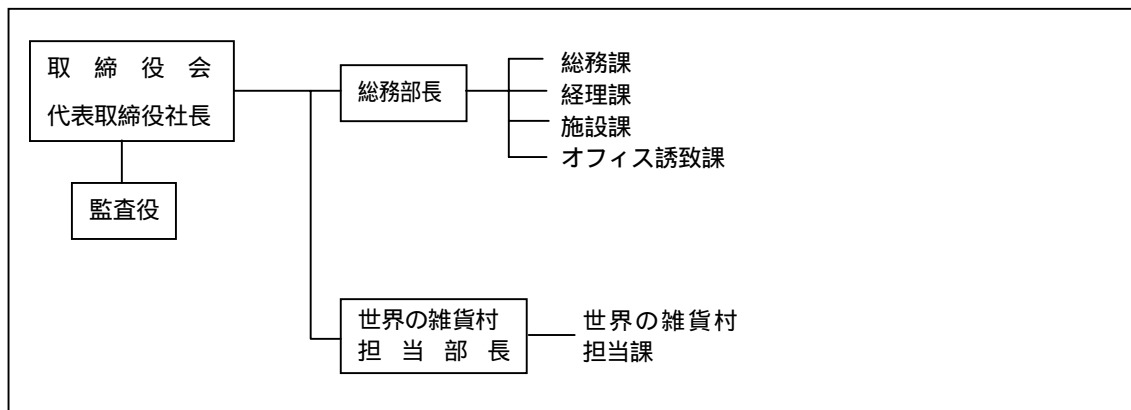 取締役会
代表取締役社長
監査役
総務部長
総務課
経理課
施設課
オフィス誘致課
世界の雑貨村
担当部長
世界の雑貨村
担当課